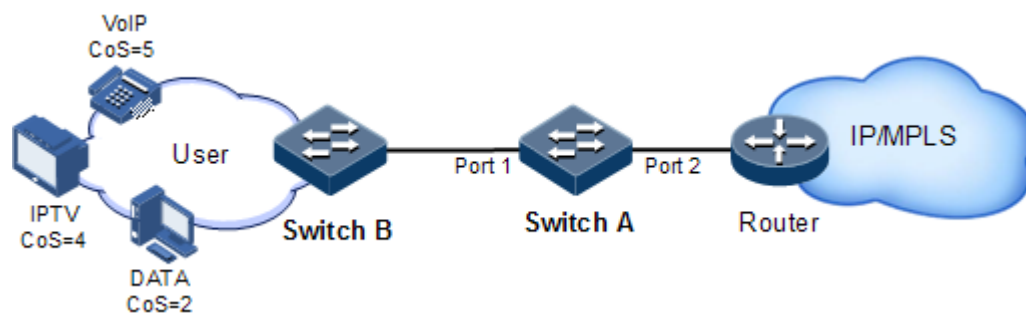 VoIP
CoS=5
User
IPTV
CoS=4
DATA
CoS=2
Switch B
Port 1
Switch A
Port 2
Router
IP/MPLS